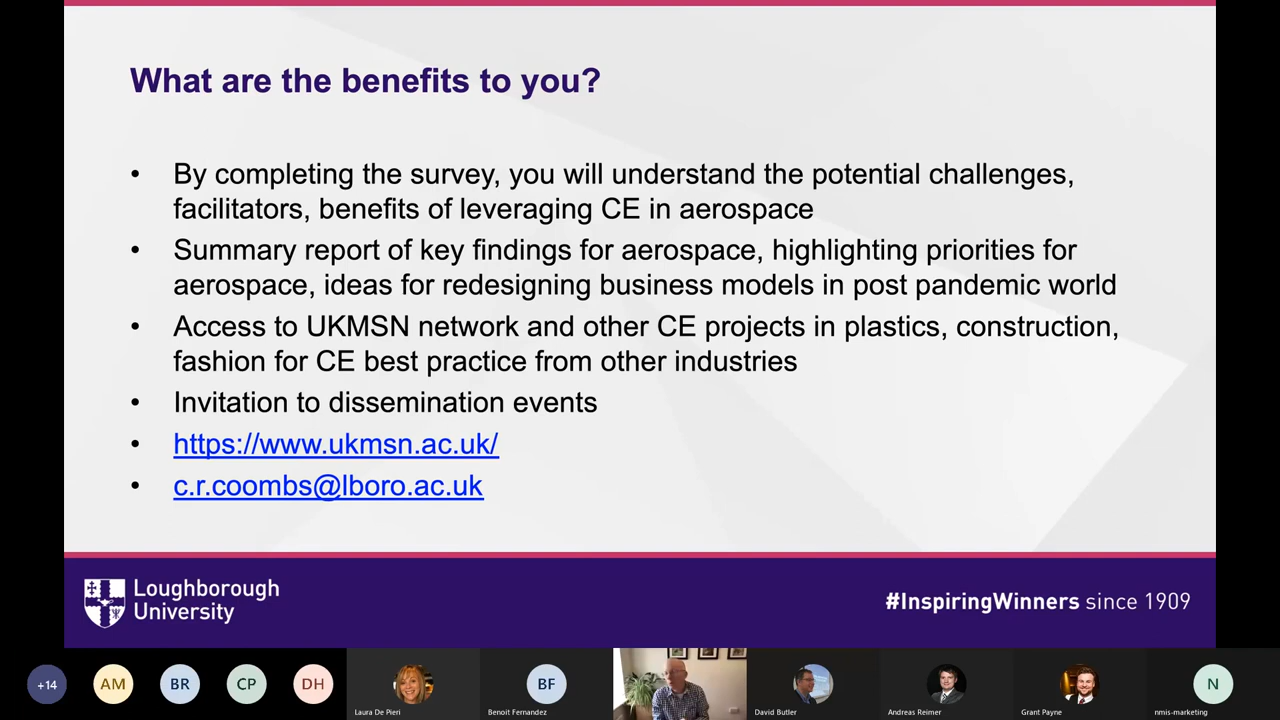 What are the benefits to you?
• By completing the survey, you will understand the potential challenges,
facilitators, benefits of leveraging CE in aerospace
• Summary report of key findings for aerospace, highlighting priorities for
aerospace, ideas for redesigning business models in post pandemic world
• Access to UKMSN network and other CE projects in plastics, construction,
fashion for CE best practice from other industries
• Invitation to dissemination events
• https://www.ukmsn.ac.uk/
• c.r.coombs@lboro.ac.uk
Loughborough
University
#InspiringWinners since 1909
+14
AM
BR
CP
DH
Laura De Pieri
BF
Benoit Fernandez
David Butler
Andreas Reimer
Grant Payne
N
nmis-marketing